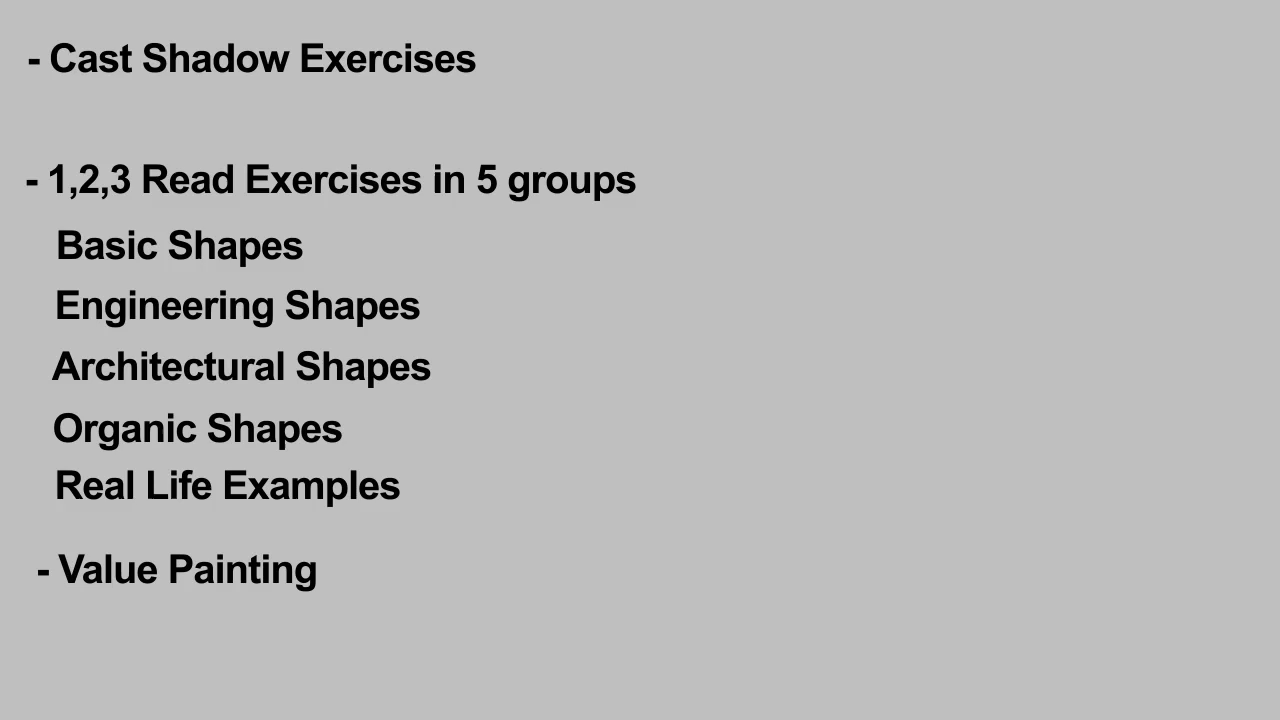 - Cast Shadow Exercises
- 1,2,3 Read Exercises in 5 groups
Basic Shapes
Engineering Shapes
Architectural Shapes
Organic Shapes
Real Life Examples
- Value Painting